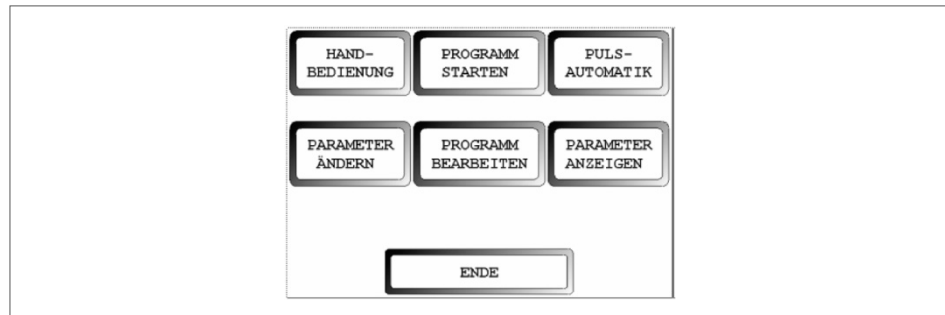 HAND-
BEDIENUNG
PROGRAMM
STARTEN
PULS-
AUTOMATIK
PARAMETER
ÄNDERN
PROGRAMM
BEARBEITEN
PARAMETER
ANZEIGEN
ENDE